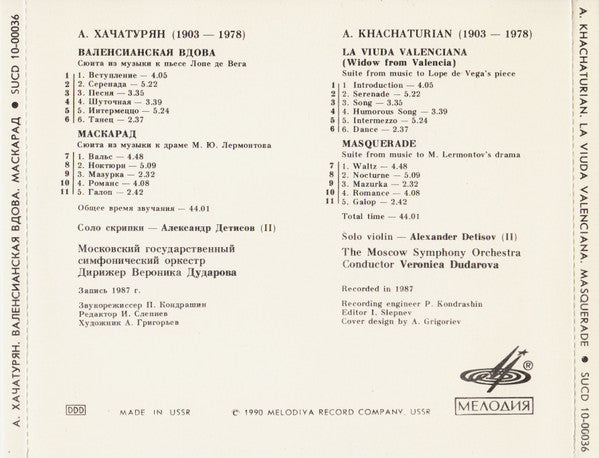 А. ХАЧАТУРЯН. ВАЛЕНСИАНСКАЯ ВДОВА. МАСКАРАД ● SUCD 10-00036
А. ХАЧАТУРЯН (1903 — 1978)
ВАЛЕНСИАНСКАЯ ВДОВА
Сюита из музыки к пьесе Лопе де Вега
1 1. Вступление — 4.05
2 2. Серенада — 5.22
3 3. Песня — 3.35
4 4. Шуточная — 3.39
5 5. Интермеццо — 5.24
6 6. Танец — 2.37
МАСКАРАД
Сюита из музыки к драме М. Ю. Лермонтова
7 1. Вальс — 4.48
8 2. Ноктюрн — 5.09
9 3. Мазурка — 2.32
10 4. Романс — 4.08
11 5. Галоп — 2.42
Общее время звучания — 44.01
Соло скрипки — Александр Детисов (II)
Московский государственный
симфонический оркестр
Дирижер Вероника Дударова
Запись 1987 г.
Звукорежиссер П. Кондрашин
Редактор И. Слепнев
Художник А. Григорьев
A. KHACHATURIAN (1903 — 1978)
LA VIUDA VALENCIANA
(Widow from Valencia)
Suite from music to Lope de Vega's piece
1 1 Introduction — 4.05
2 2. Serenade — 5.22
3 3. Song — 3.35
4 4. Humorous Song — 3.39
5 5. Intermezzo — 5.24
6 6. Dance — 2.37
MASQUERADE
Suite from music to M. Lermontov's drama
7 1. Waltz — 4.48
8 2. Nocturne — 5.09
9 3. Mazurka — 2.32
10 4. Romance — 4.08
11 5. Galop — 2.42
Total time — 44.01
Solo violin — Alexander Detisov (II)
The Moscow Symphony Orchestra
Conductor Veronica Dudarova
Recorded in 1987
Recording engineer P. Kondrashin
Editor I. Slepnev
Cover design by A. Grigoriev
®
МЕЛОДИЯ
DDD MADE IN USSR ℗ 1990 MELODIYA RECORD COMPANY, USSR
A. KHACHATURIAN. LA VIUDA VALENCIANA. MASQUERADE ● SUCD 10-00036